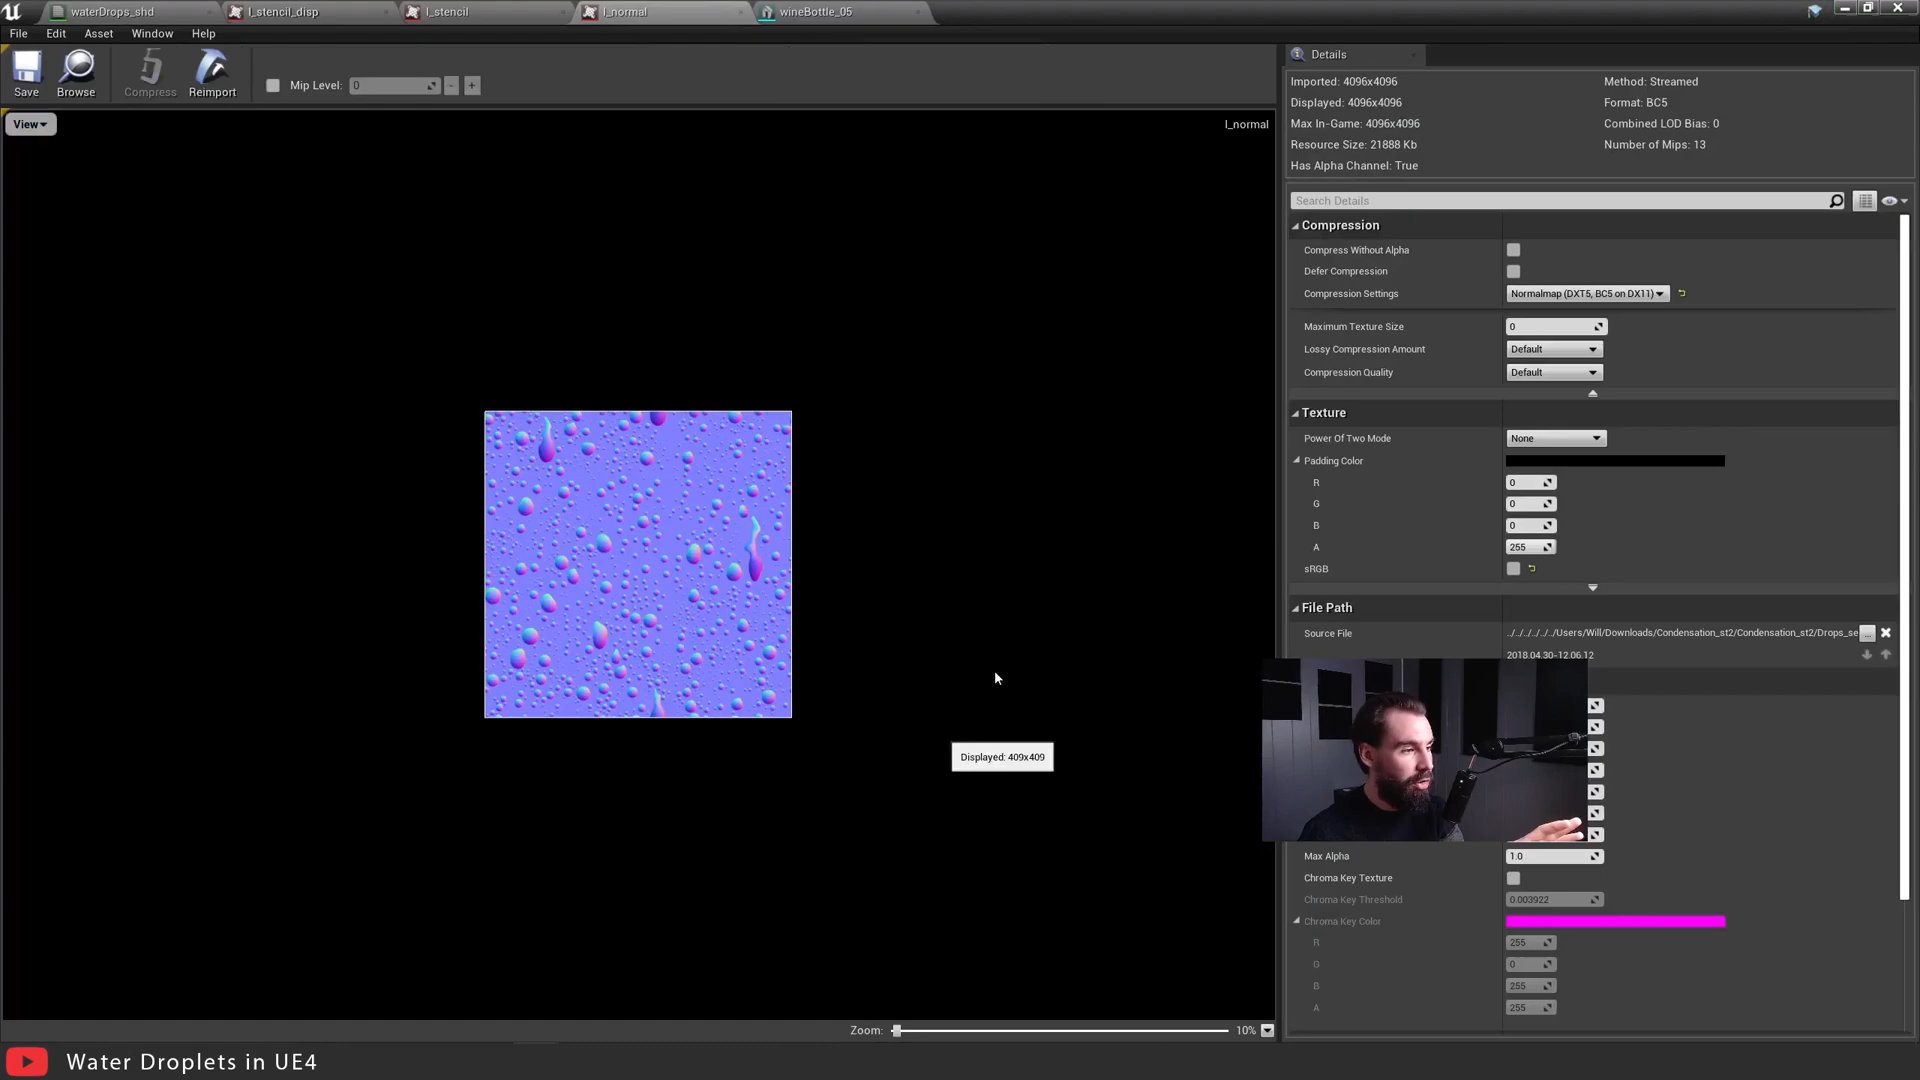 waterDrops_shd
l_stencil_disp
l_stencil
l_normal
wineBottle_05
File
Edit
Asset
Window
Help
Save
Browse
Compress
Reimport
Mip Level:
0
-
+
View
l_normal
Displayed: 409x409
Zoom:
10%
Details
Imported: 4096x4096
Method: Streamed
Displayed: 4096x4096
Format: BC5
Max In-Game: 4096x4096
Combined LOD Bias: 0
Resource Size: 21888 Kb
Number of Mips: 13
Has Alpha Channel: True
Search Details
Compression
Compress Without Alpha
Defer Compression
Compression Settings
Normalmap (DXT5, BC5 on DX11)
Maximum Texture Size
0
Lossy Compression Amount
Default
Compression Quality
Default
Texture
Power Of Two Mode
None
Padding Color
R
0
G
0
B
0
A
255
sRGB
File Path
Source File
../../../../../../Users/Will/Downloads/Condensation_st2/Condensation_st2/Drops_se
...
2018.04.30-12.06.12
Max Alpha
1.0
Chroma Key Texture
Chroma Key Threshold
0.003922
Chroma Key Color
R
255
G
0
B
255
A
255
Water Droplets in UE4